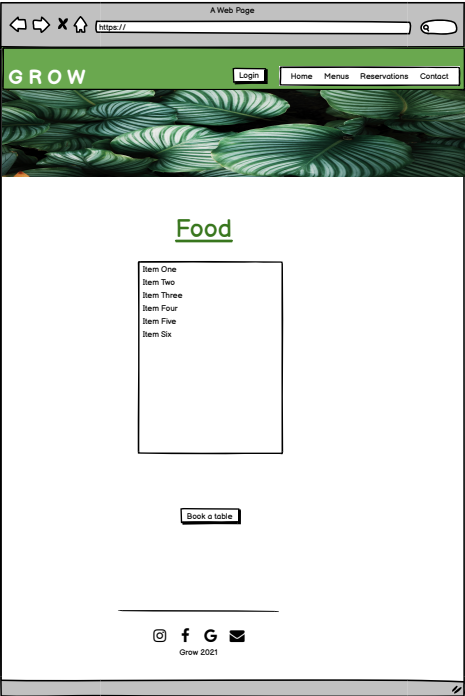 A Web Page
https://
GROW
Login
Home Menus Reservations Contact
Food
Item One
Item Two
Item Three
Item Four
Item Five
Item Six
Book a table
Grow 2021